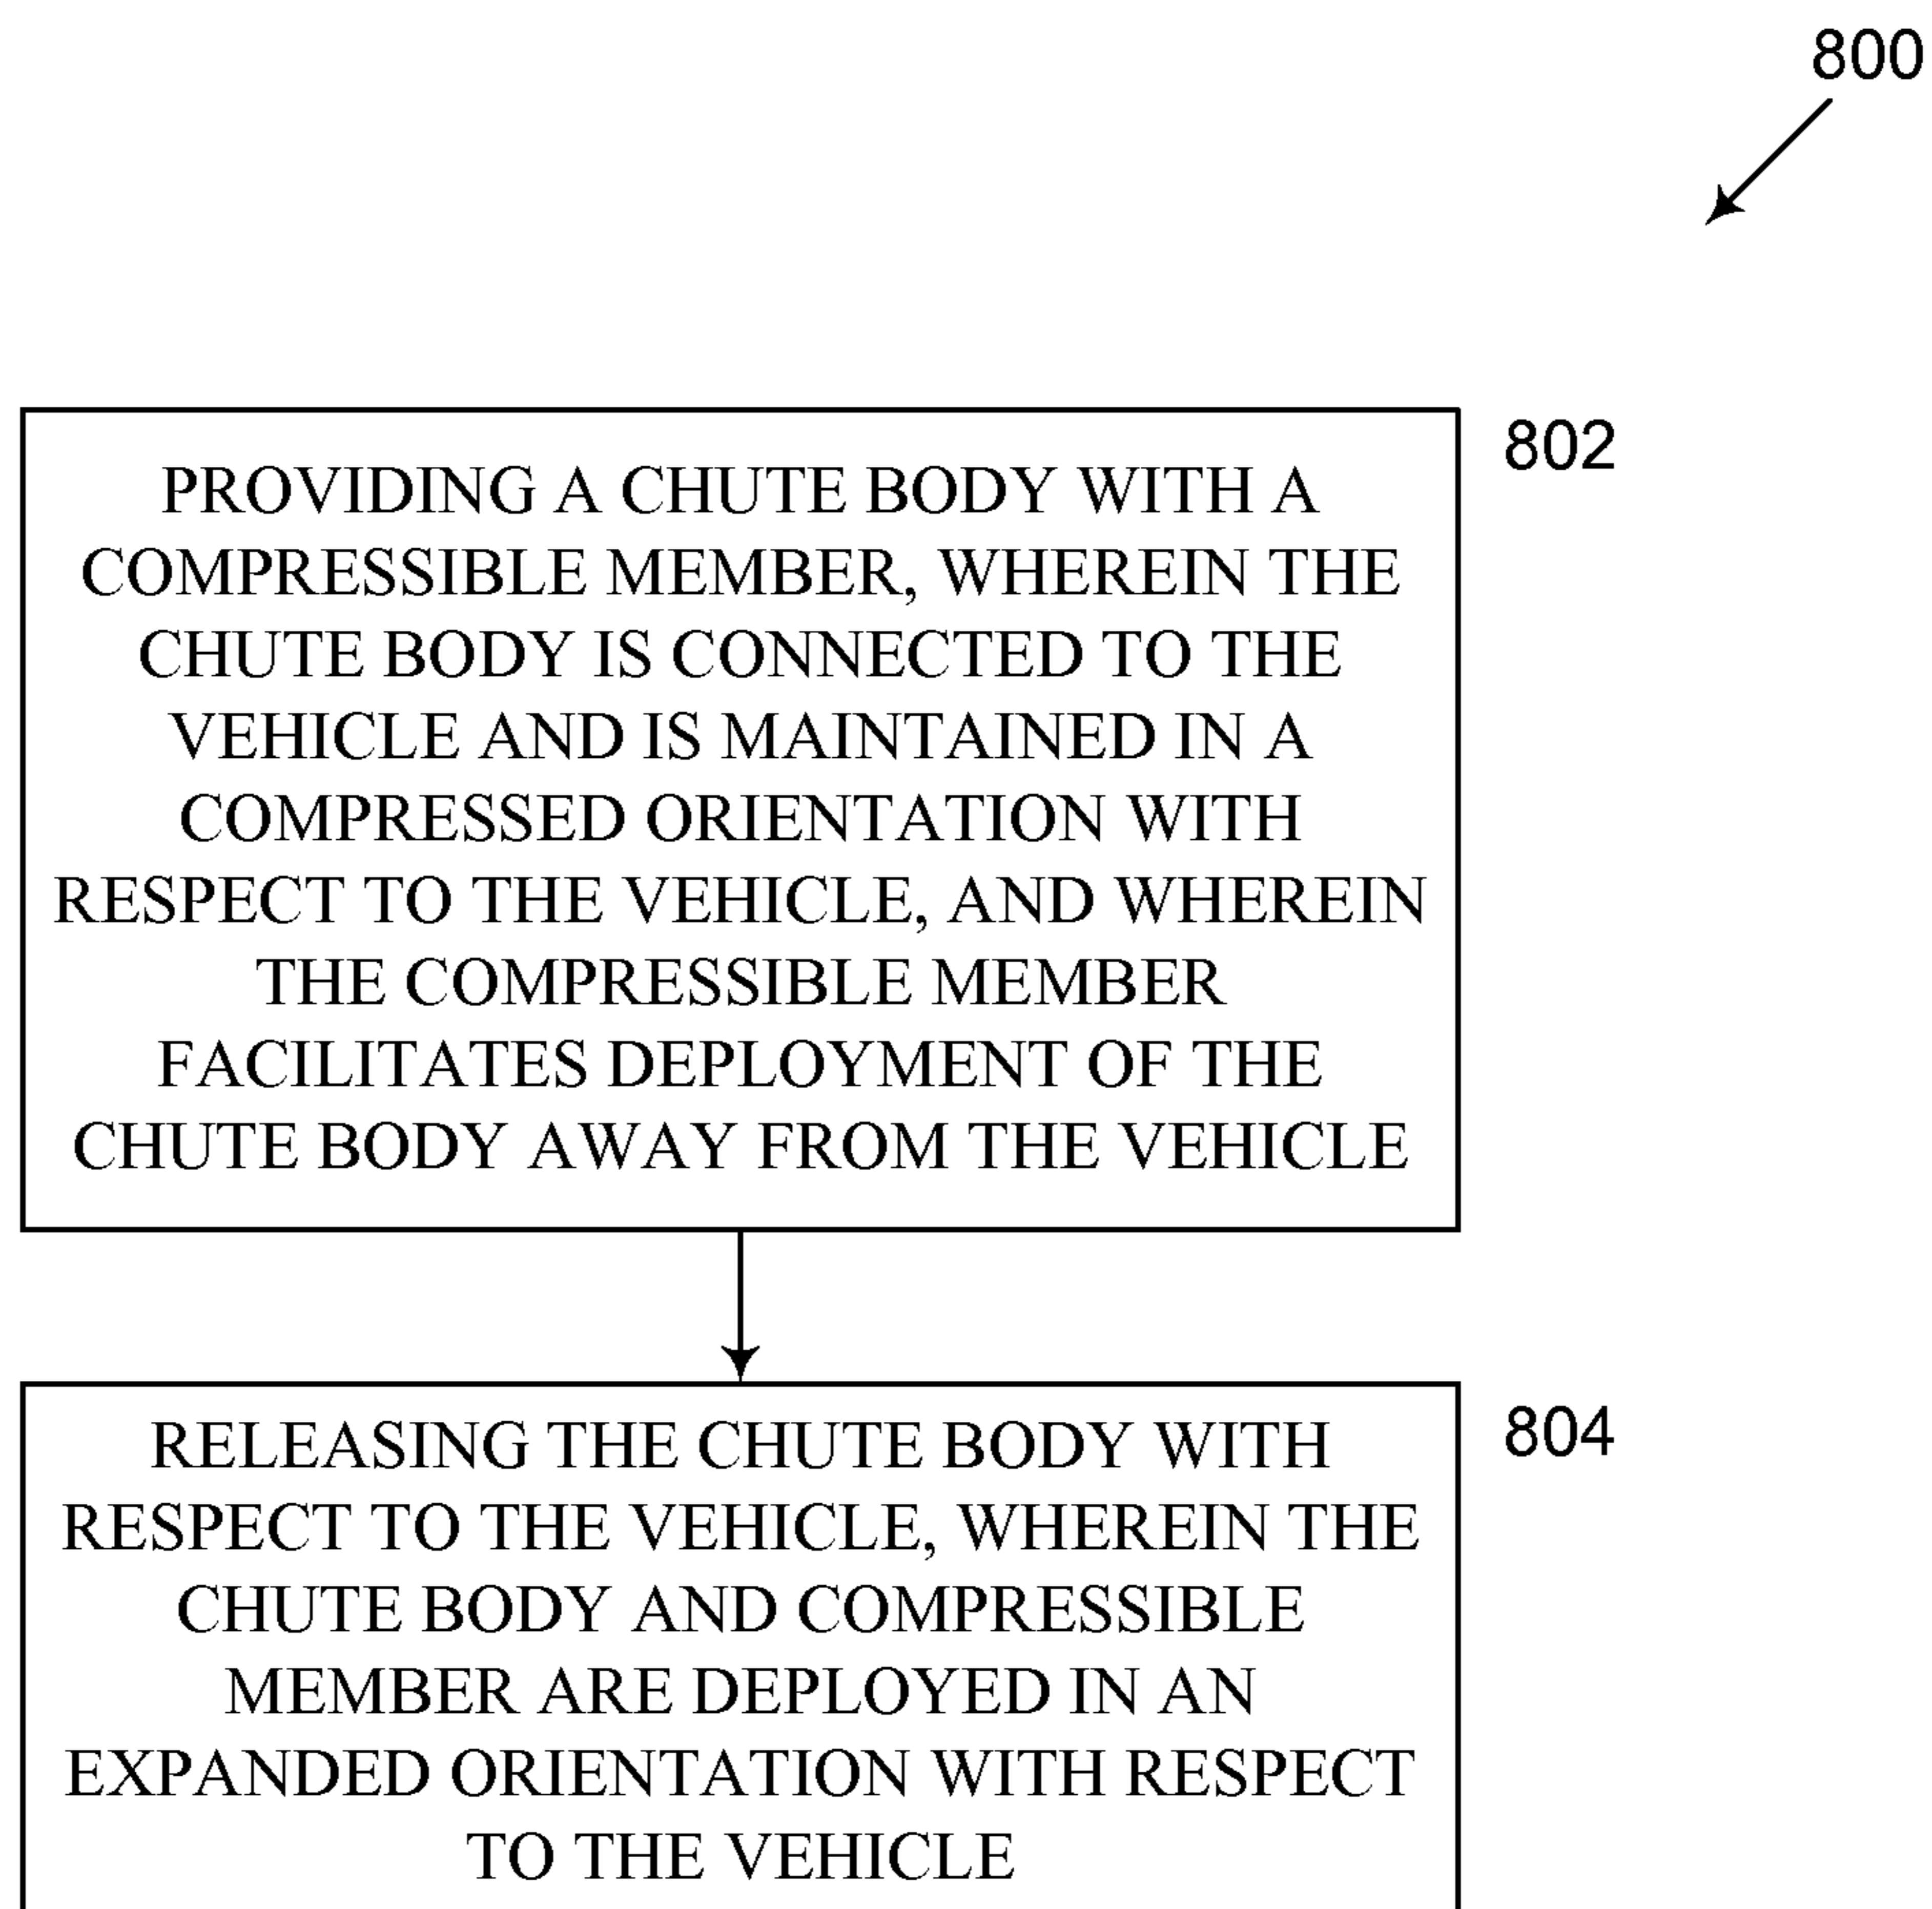 800
802
PROVIDING A CHUTE BODY WITH A
COMPRESSIBLE MEMBER, WHEREIN THE
CHUTE BODY IS CONNECTED TO THE
VEHICLE AND IS MAINTAINED IN A
COMPRESSED ORIENTATION WITH
RESPECT TO THE VEHICLE, AND WHEREIN
THE COMPRESSIBLE MEMBER
FACILITATES DEPLOYMENT OF THE
CHUTE BODY AWAY FROM THE VEHICLE
804
RELEASING THE CHUTE BODY WITH
RESPECT TO THE VEHICLE, WHEREIN THE
CHUTE BODY AND COMPRESSIBLE
MEMBER ARE DEPLOYED IN AN
EXPANDED ORIENTATION WITH RESPECT
TO THE VEHICLE